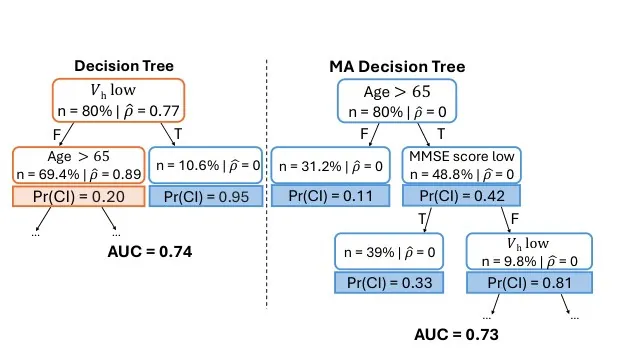 Decision Tree
V_h low
n = 80% | ρ̂ = 0.77
F
T
Age > 65
n = 69.4% | ρ̂ = 0.89
Pr(CI) = 0.20
n = 10.6% | ρ̂ = 0
Pr(CI) = 0.95
...
...
AUC = 0.74
MA Decision Tree
Age > 65
n = 80% | ρ̂ = 0
F
T
n = 31.2% | ρ̂ = 0
Pr(CI) = 0.11
MMSE score low
n = 48.8% | ρ̂ = 0
Pr(CI) = 0.42
T
F
n = 39% | ρ̂ = 0
Pr(CI) = 0.33
V_h low
n = 9.8% | ρ̂ = 0
Pr(CI) = 0.81
...
...
AUC = 0.73